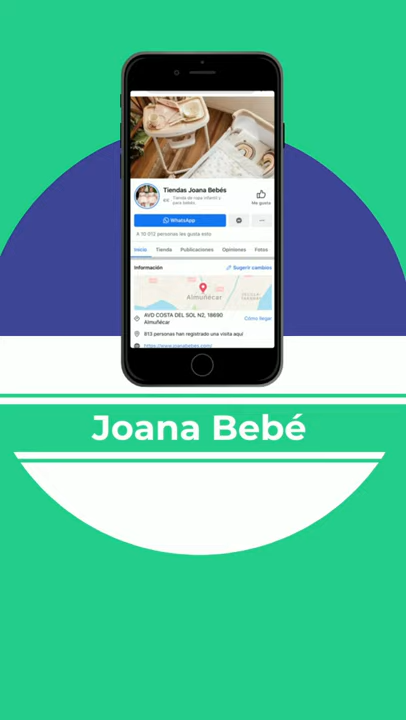 Tiendas Joana Bebés
Tienda de ropa infantil y
para bebés.
Me gusta
WhatsApp
A 10 012 personas les gusta esto
Inicio Tienda Publicaciones Opiniones Fotos
Información Sugerir cambios
Almuñécar
AVD COSTA DEL SOL N2, 18690
Almuñécar
Cómo llegar
813 personas han registrado una visita aquí
Joana Bebé